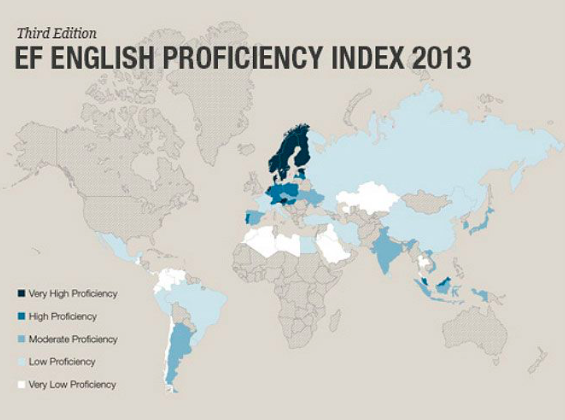 Third Edition
EF ENGLISH PROFICIENCY INDEX 2013
Very High Proficiency
High Proficiency
Moderate Proficiency
Low Proficiency
Very Low Proficiency